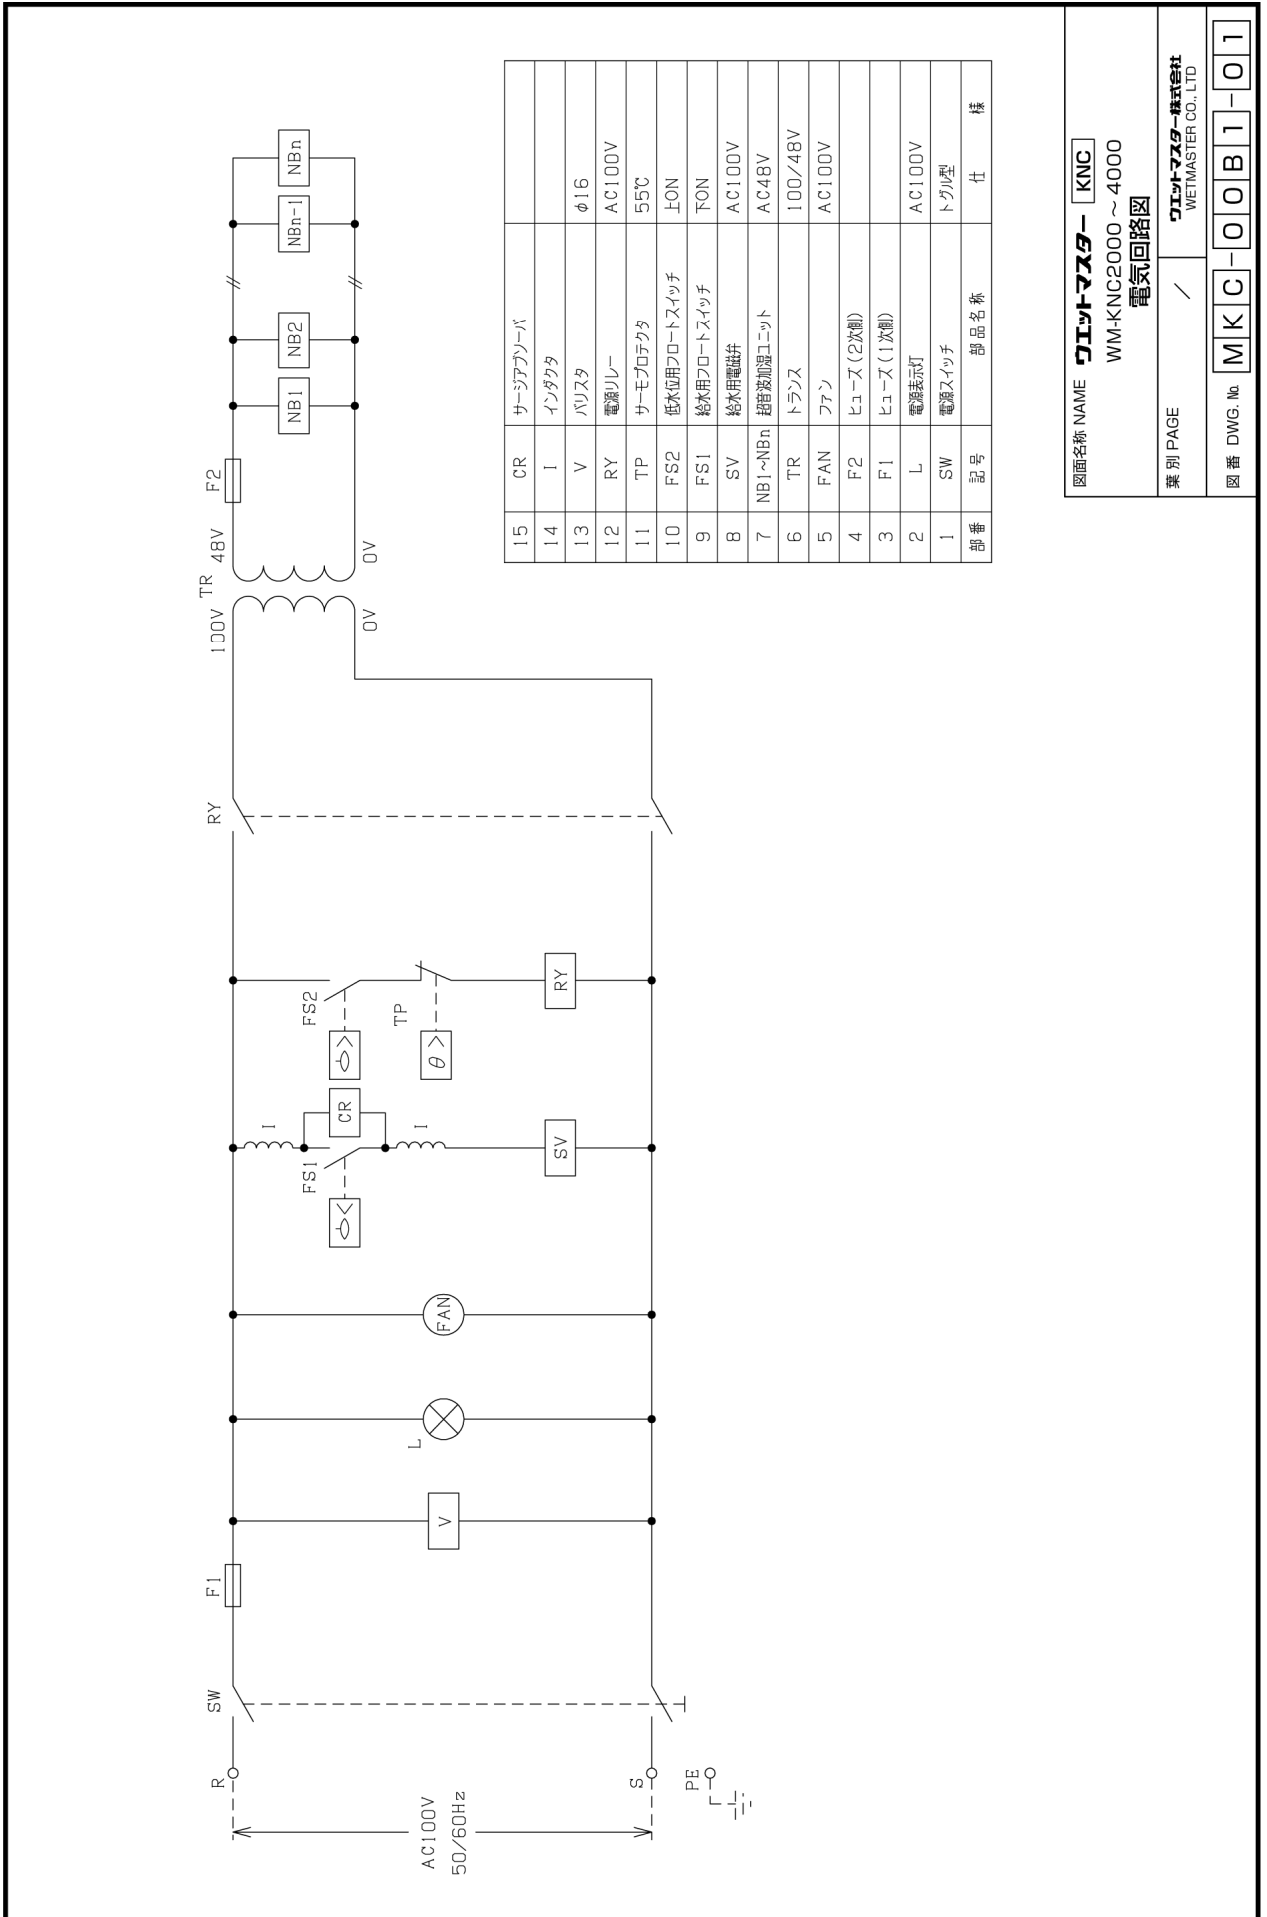 AC100V
50/60Hz
R
S
PE
SW
F1
V
L
FAN
I
FS1
CR
I
SV
FS2
TP
θ >
RY
RY
100V
TR
48V
0V
0V
F2
NB1
NB2
NBn-1
NBn
15 CR サージアブソーバ
14 I インダクタ
13 V バリスタ φ16
12 RY 電源リレー AC100V
11 TP サーモプロテクタ 55℃
10 FS2 低水位用フロートスイッチ 上ON
9 FS1 給水用フロートスイッチ 下ON
8 SV 給水用電磁弁 AC100V
7 NB1~NBn 超音波加湿ユニット AC48V
6 TR トランス 100/48V
5 FAN ファン AC100V
4 F2 ヒューズ(2次側)
3 F1 ヒューズ(1次側)
2 L 電源表示灯 AC100V
1 SW 電源スイッチ トグル型
部番 記号 部品名称 仕様
図面名称 NAME ウエットマスター KNC
WM-KNC2000~4000
電気回路図
葉別 PAGE / ウエットマスター株式会社
WETMASTER CO., LTD
図番 DWG. № MKC-00B1-01